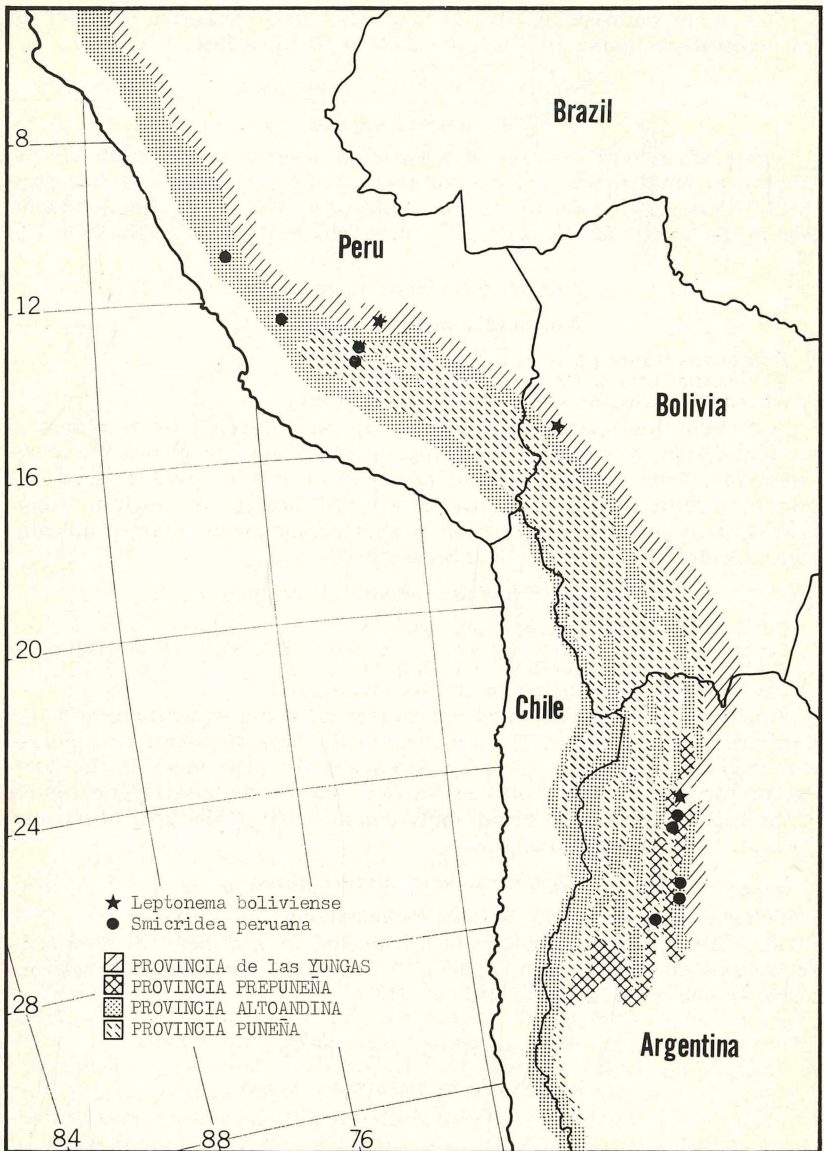 Brazil
8
Peru
12
Bolivia
16
20
Chile
24
★ Leptonema boliviense
● Smicridea peruana
PROVINCIA de las YUNGAS
PROVINCIA PREPUNEÑA
PROVINCIA ALTOANDINA
PROVINCIA PUNEÑA
28
Argentina
84 88 76